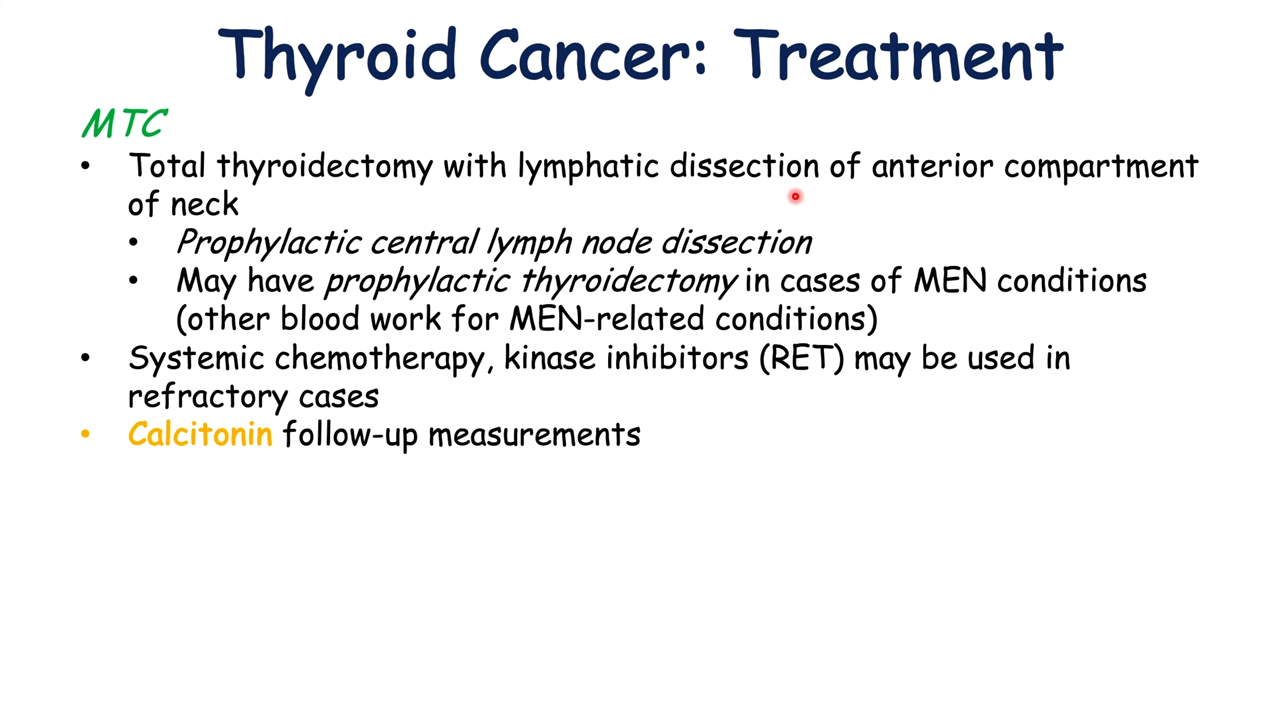 Thyroid Cancer: Treatment
MTC
• Total thyroidectomy with lymphatic dissection of anterior compartment
of neck
• Prophylactic central lymph node dissection
• May have prophylactic thyroidectomy in cases of MEN conditions
(other blood work for MEN-related conditions)
• Systemic chemotherapy, kinase inhibitors (RET) may be used in
refractory cases
• Calcitonin follow-up measurements